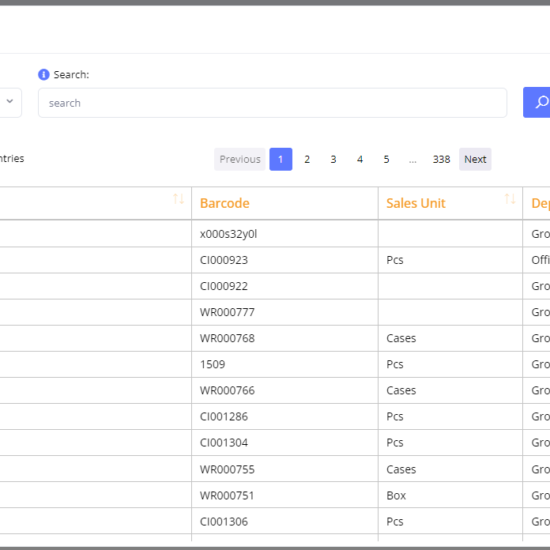 Search:
search
ntries Previous 1 2 3 4 5 ... 338 Next
Barcode Sales Unit De
x000s32y0l Gro
CI000923 Pcs Offi
CI000922 Gro
WR000777 Gro
WR000768 Cases Gro
1509 Pcs Gro
WR000766 Cases Gro
CI001286 Pcs Gro
CI001304 Pcs Gro
WR000755 Cases Gro
WR000751 Box Gro
CI001306 Pcs Gro